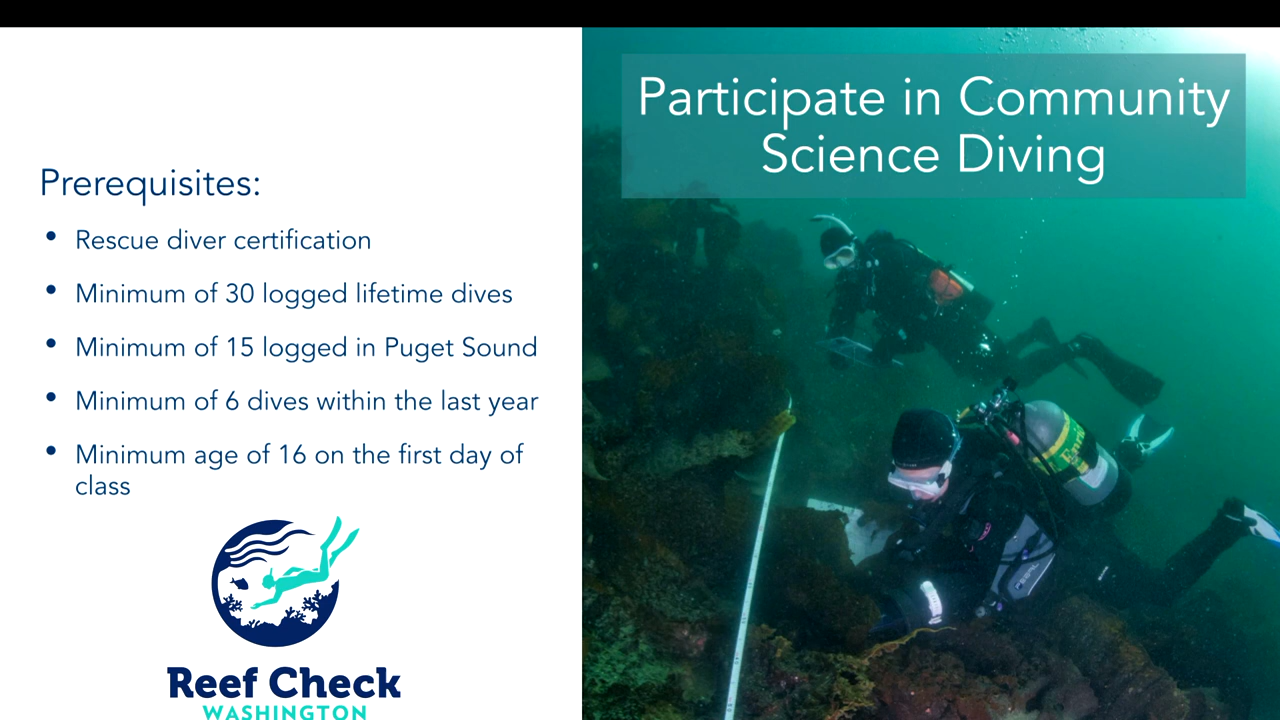 Participate in Community
Science Diving
Prerequisites:
• Rescue diver certification
• Minimum of 30 logged lifetime dives
• Minimum of 15 logged in Puget Sound
• Minimum of 6 dives within the last year
• Minimum age of 16 on the first day of
class
Reef Check
WASHINGTON